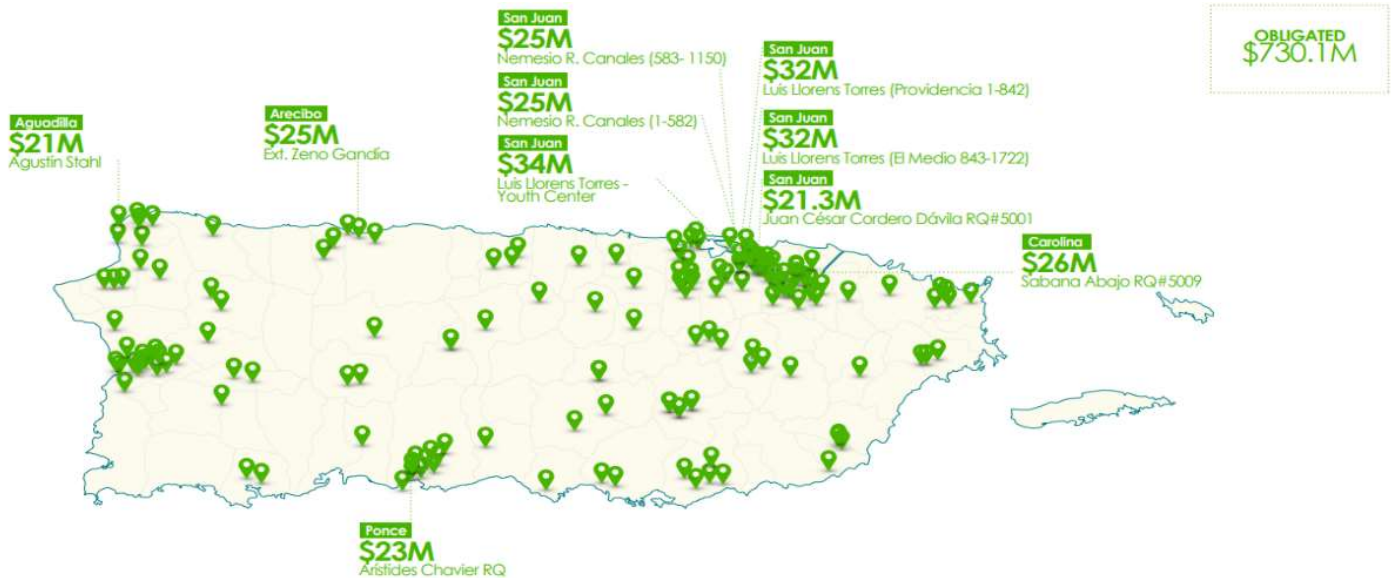 San Juan
$25M
Nemesio R. Canales (583- 1150)
San Juan
$25M
Nemesio R. Canales (1-582)
San Juan
$34M
Luis Llorens Torres -
Youth Center
San Juan
$32M
Luis Llorens Torres (Providencia 1-842)
San Juan
$32M
Luis Llorens Torres (El Medio 843-1722)
San Juan
$21.3M
Juan César Cordero Dávila RQ#5001
OBLIGATED
$730.1M
Aguadilla
$21M
Agustín Stahl
Arecibo
$25M
Ext. Zeno Gandía
Carolina
$26M
Sabana Abajo RQ#5009
Ponce
$23M
Arístides Chavier RQ